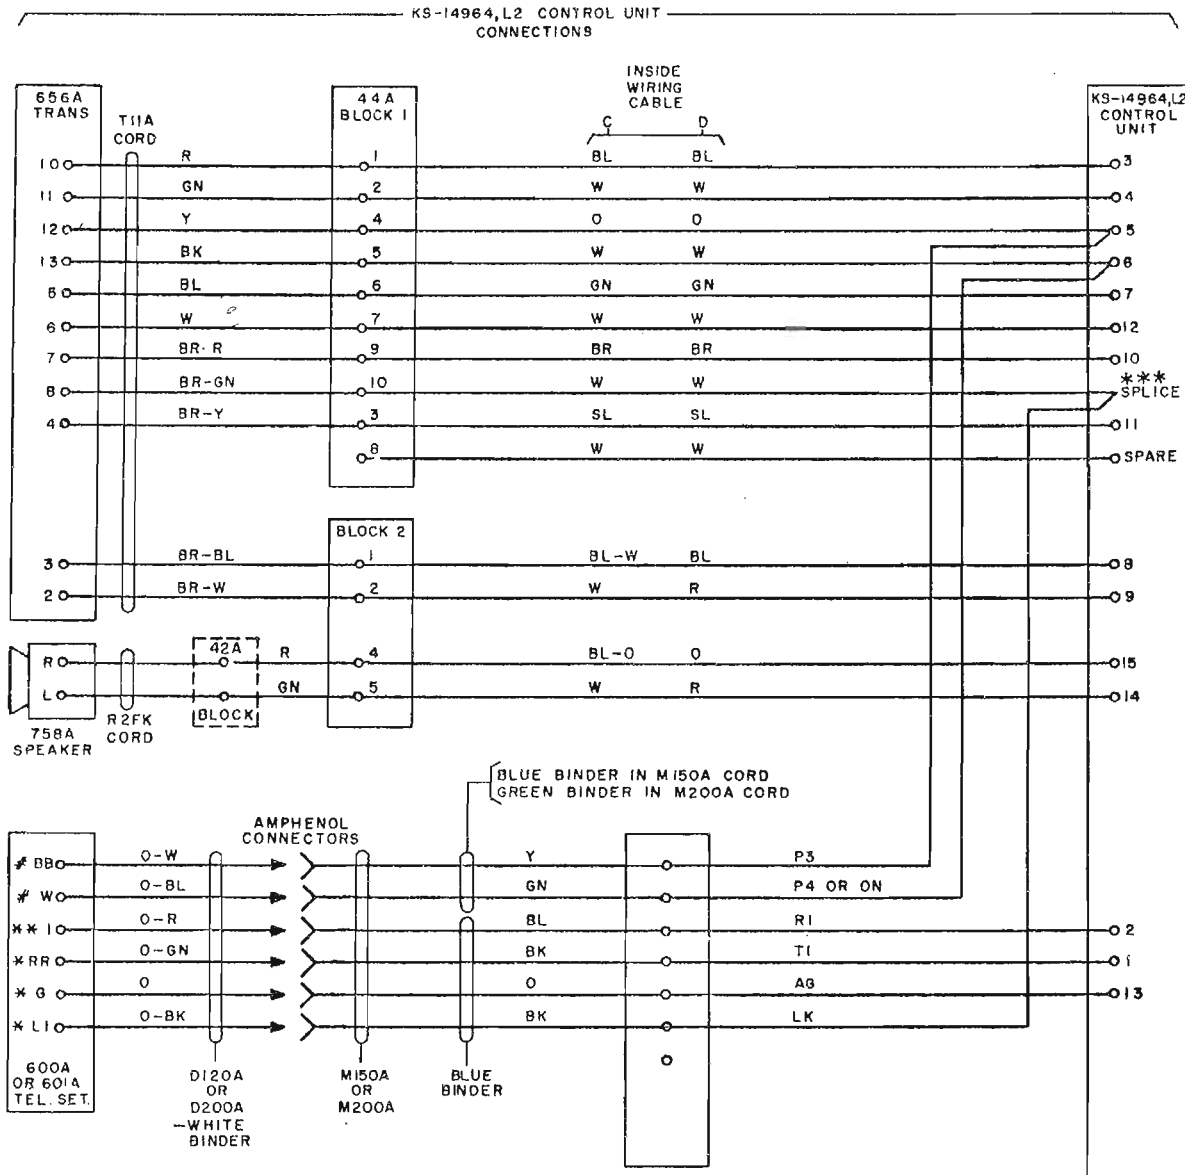 KS-14964, L2 CONTROL UNIT
CONNECTIONS
656A
TRANS
T11A
CORD
44A
BLOCK 1
INSIDE
WIRING
CABLE
C D
KS-14964, L2
CONTROL
UNIT
10 R 1 BL BL 3
11 GN 2 W W 4
12 Y 4 O O 5
13 BK 5 W W 6
5 BL 6 GN GN 7
6 W 7 W W 12
7 BR-R 9 BR BR 10
8 BR-GN 10 W W *** SPLICE
4 BR-Y 3 SL SL 11
8 W W SPARE
BLOCK 2
3 BR-BL 1 BL-W BL 8
2 BR-W 2 W R 9
42A
R R 4 BL-O O 15
L GN 5 W R 14
BLOCK
758A
SPEAKER
R2FK
CORD
BLUE BINDER IN M150A CORD
GREEN BINDER IN M200A CORD
AMPHENOL
CONNECTORS
# BB O-W Y P3
# W O-BL GN P4 OR ON
** 1 O-R BL R1 2
* RR O-GN BK T1 1
* G O O AG 13
* L1 O-BK BK LK
600A
OR 601A
TEL. SET.
D120A
OR
D200A
-WHITE
BINDER
M150A
OR
M200A
BLUE
BINDER